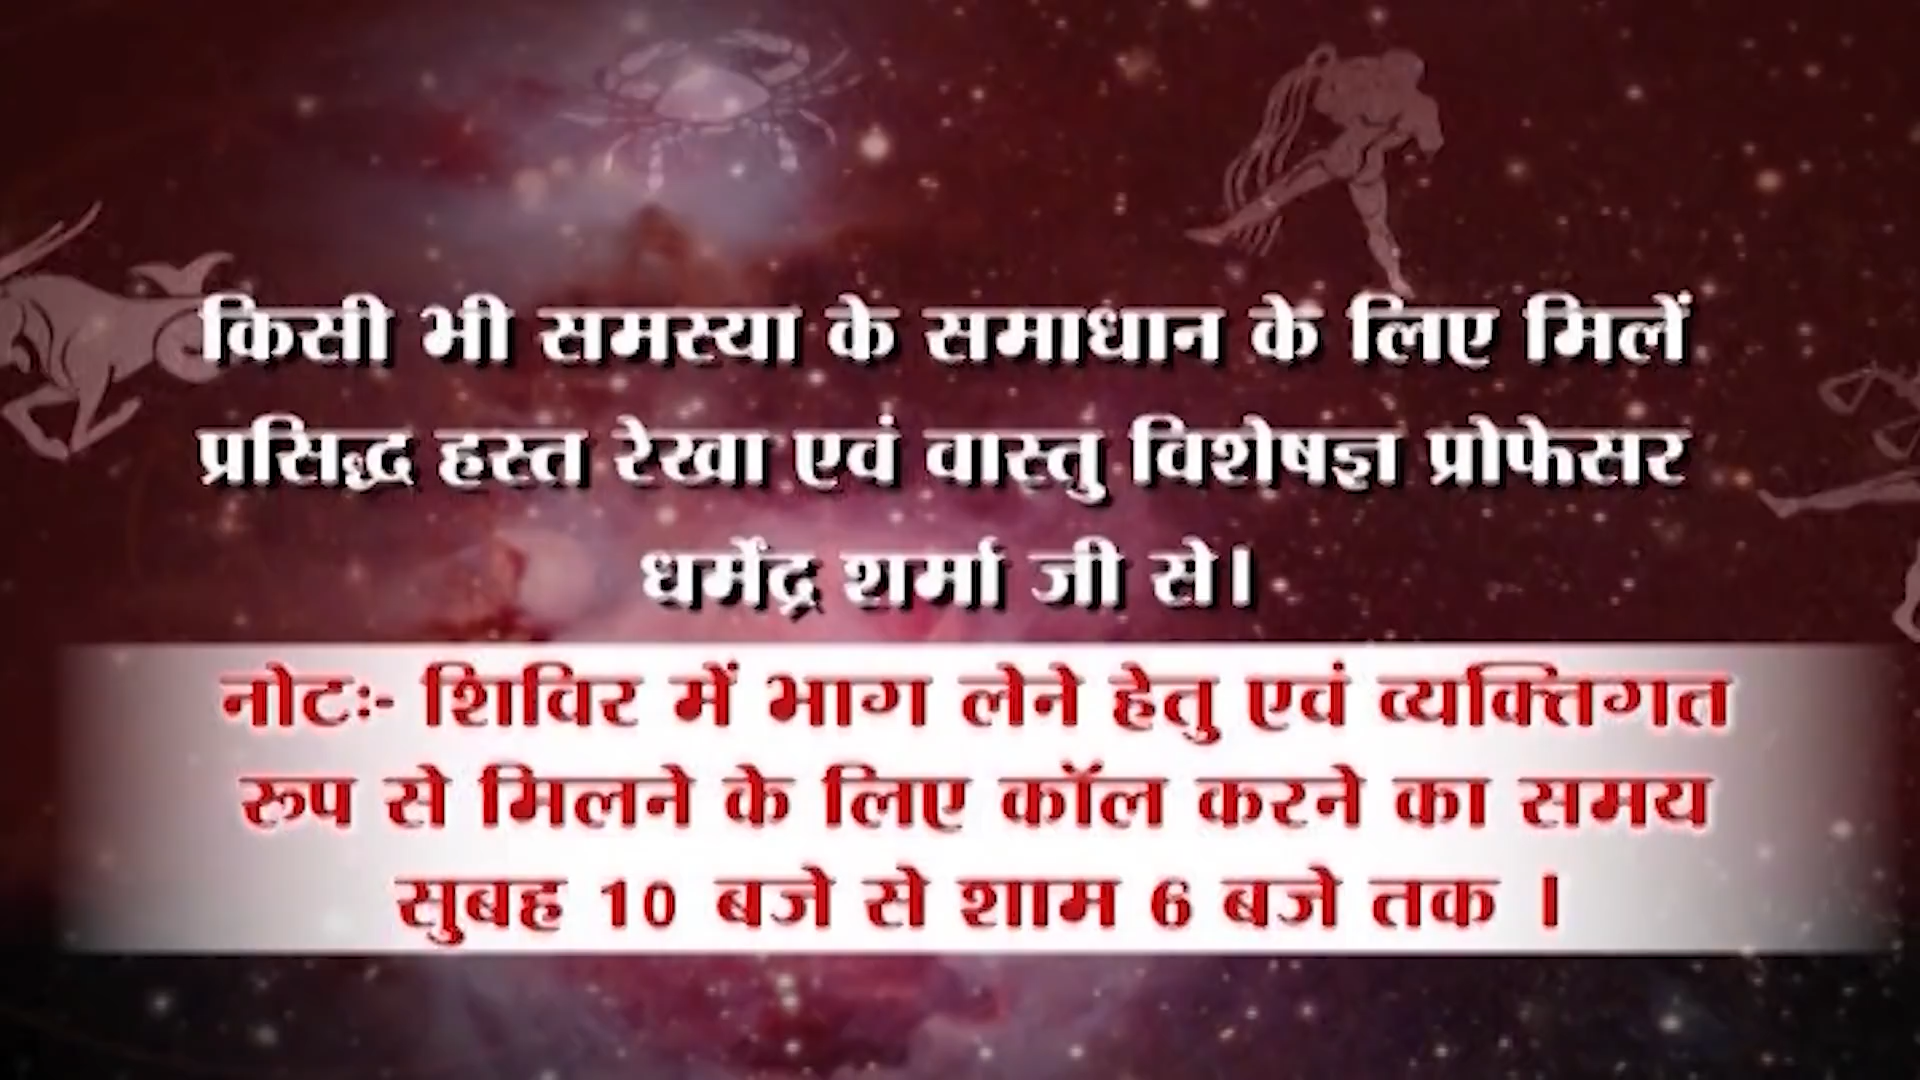 किसी भी समस्या के समाधान के लिए मिलें
प्रसिद्ध हस्त रेखा एवं वास्तु विशेषज्ञ प्रोफेसर
धर्मेंद्र शर्मा जी से।
नोटः- शिविर में भाग लेने हेतु एवं व्यक्तिगत
रूप से मिलने के लिए कॉल करने का समय
सुबह 10 बजे से शाम 6 बजे तक ।